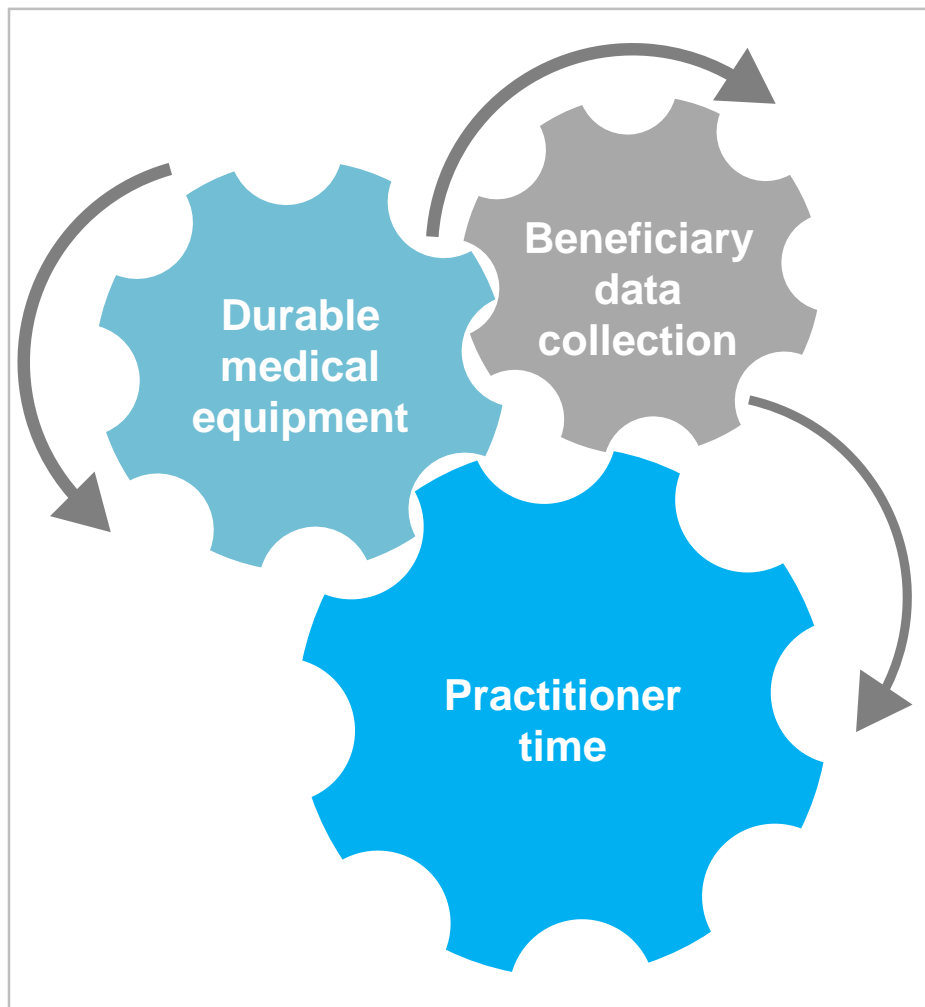 Beneficiary
data
collection
Durable
medical
equipment
Practitioner
time